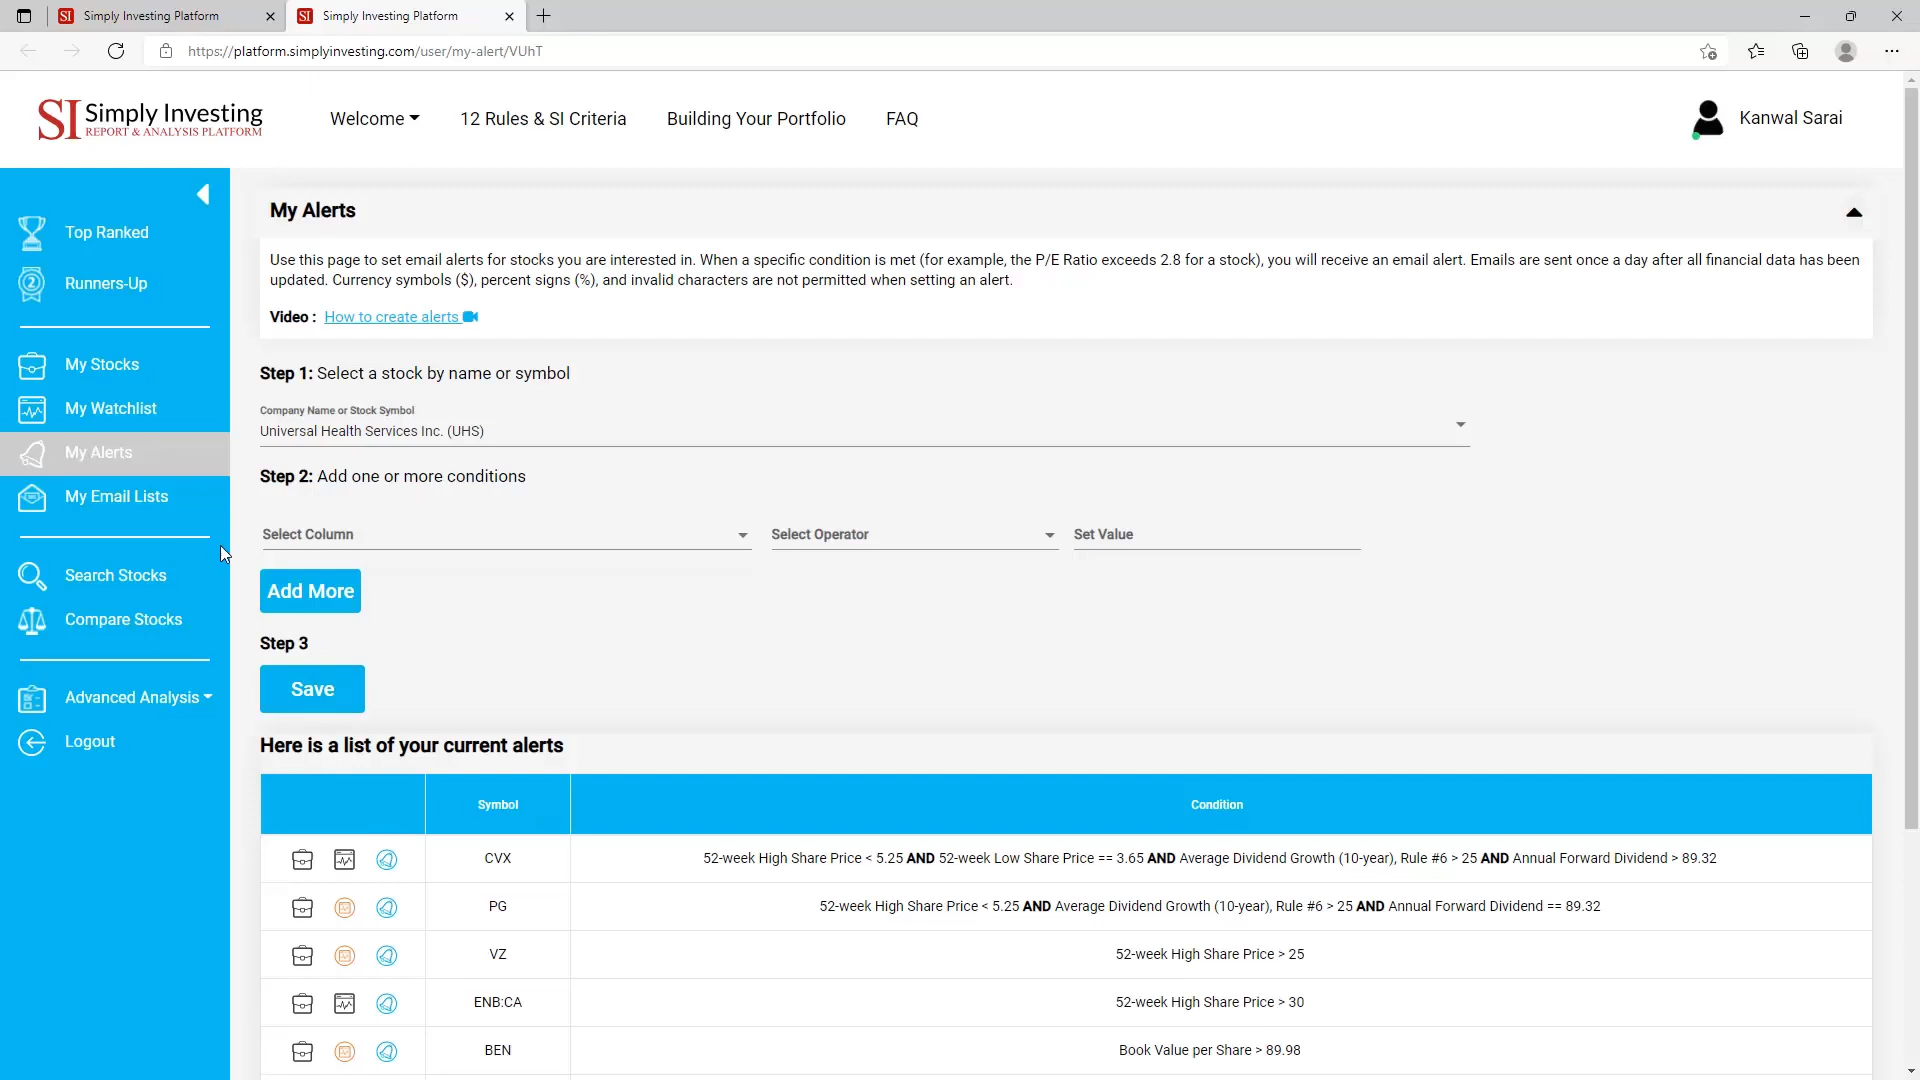 Simply Investing Platform
Simply Investing Platform
https://platform.simplyinvesting.com/user/my-alert/VUhT
SI Simply Investing
REPORT & ANALYSIS PLATFORM
Welcome
12 Rules & SI Criteria
Building Your Portfolio
FAQ
Kanwal Sarai
Top Ranked
Runners-Up
My Stocks
My Watchlist
My Alerts
My Email Lists
Search Stocks
Compare Stocks
Advanced Analysis
Logout
My Alerts
Use this page to set email alerts for stocks you are interested in. When a specific condition is met (for example, the P/E Ratio exceeds 2.8 for a stock), you will receive an email alert. Emails are sent once a day after all financial data has been
updated. Currency symbols ($), percent signs (%), and invalid characters are not permitted when setting an alert.
Video : How to create alerts
Step 1: Select a stock by name or symbol
Company Name or Stock Symbol
Universal Health Services Inc. (UHS)
Step 2: Add one or more conditions
Select Column
Select Operator
Set Value
Add More
Step 3
Save
Here is a list of your current alerts
Symbol
Condition
CVX
52-week High Share Price < 5.25 AND 52-week Low Share Price == 3.65 AND Average Dividend Growth (10-year), Rule #6 > 25 AND Annual Forward Dividend > 89.32
PG
52-week High Share Price < 5.25 AND Average Dividend Growth (10-year), Rule #6 > 25 AND Annual Forward Dividend == 89.32
VZ
52-week High Share Price > 25
ENB:CA
52-week High Share Price > 30
BEN
Book Value per Share > 89.98